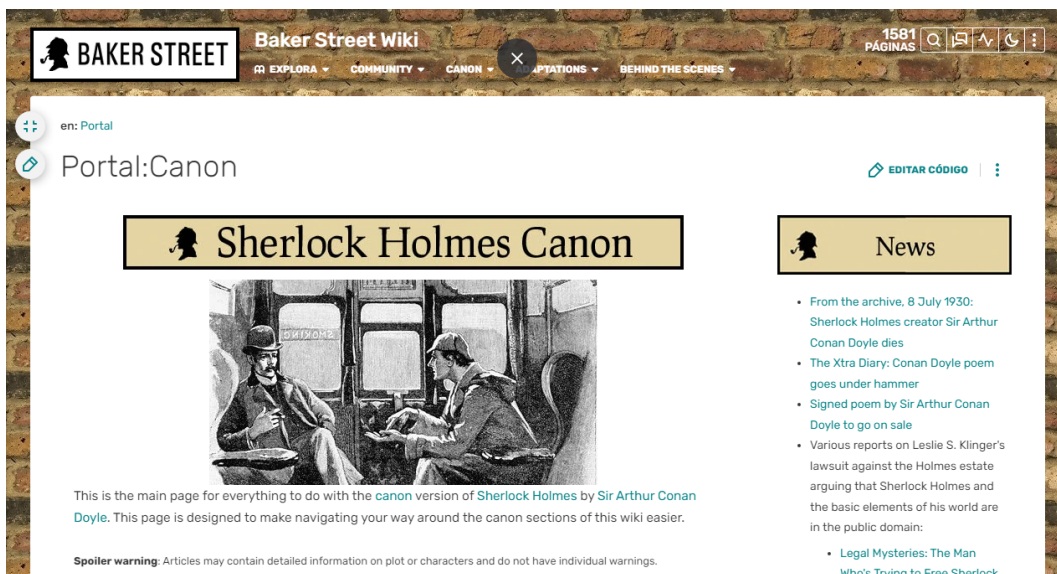 BAKER STREET
Baker Street Wiki
EXPLORA
COMMUNITY
CANON
PTATIONS
BEHIND THE SCENES
1581
PÁGINAS
en: Portal
Portal:Canon
EDITAR CÓDIGO
Sherlock Holmes Canon
SMOKING
This is the main page for everything to do with the canon version of Sherlock Holmes by Sir Arthur Conan
Doyle. This page is designed to make navigating your way around the canon sections of this wiki easier.
Spoiler warning: Articles may contain detailed information on plot or characters and do not have individual warnings.
News
From the archive, 8 July 1930:
Sherlock Holmes creator Sir Arthur
Conan Doyle dies
The Xtra Diary: Conan Doyle poem
goes under hammer
Signed poem by Sir Arthur Conan
Doyle to go on sale
Various reports on Leslie S. Klinger's
lawsuit against the Holmes estate
arguing that Sherlock Holmes and
the basic elements of his world are
in the public domain:
Legal Mysteries: The Man
Who's Trying to Free Sherlock